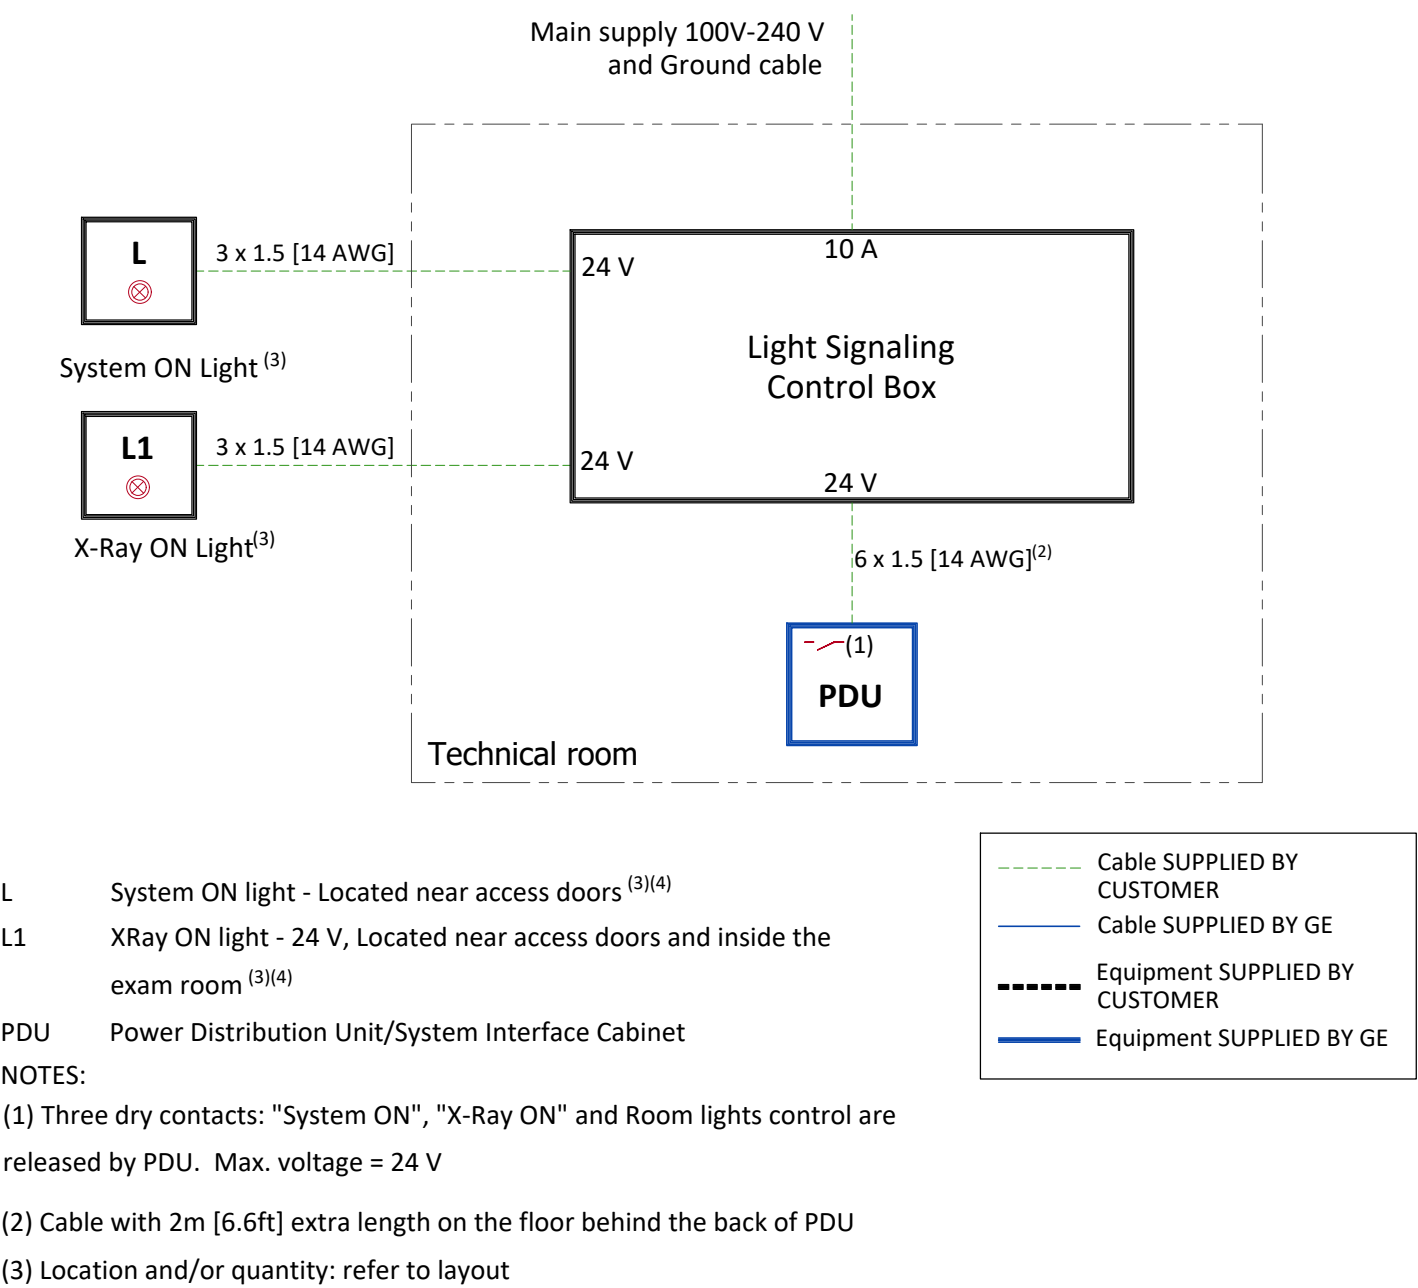 Main supply 100V-240 V
and Ground cable
10 A
L
3 x 1.5 [14 AWG]
24 V
System ON Light (3)
Light Signaling
Control Box
L1
3 x 1.5 [14 AWG]
24 V
24 V
X-Ray ON Light(3)
6 x 1.5 [14 AWG](2)
(1)
PDU
Technical room
L System ON light - Located near access doors (3)(4)
L1 XRay ON light - 24 V, Located near access doors and inside the
exam room (3)(4)
PDU Power Distribution Unit/System Interface Cabinet
NOTES:
(1) Three dry contacts: "System ON", "X-Ray ON" and Room lights control are
released by PDU. Max. voltage = 24 V
(2) Cable with 2m [6.6ft] extra length on the floor behind the back of PDU
(3) Location and/or quantity: refer to layout
Cable SUPPLIED BY
CUSTOMER
Cable SUPPLIED BY GE
Equipment SUPPLIED BY
CUSTOMER
Equipment SUPPLIED BY GE